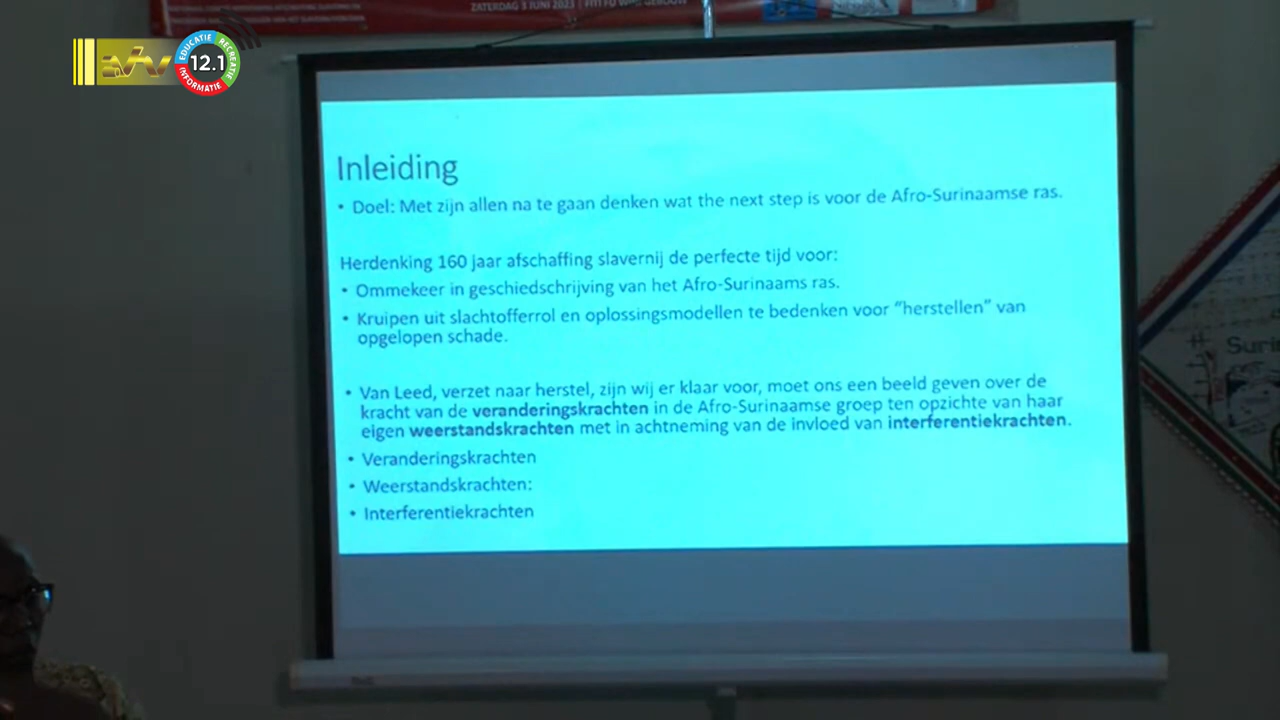 ZATERDAG 3 JUNI 2023
EDUCATIE
RECREATIE
INFORMATIE
12.1
Inleiding
• Doel: Met zijn allen na te gaan denken wat the next step is voor de Afro-Surinaamse ras.
Herdenking 160 jaar afschaffing slavernij de perfecte tijd voor:
• Ommekeer in geschiedschrijving van het Afro-Surinaams ras.
• Kruipen uit slachtofferrol en oplossingsmodellen te bedenken voor "herstellen" van
opgelopen schade.
• Van Leed, verzet naar herstel, zijn wij er klaar voor, moet ons een beeld geven over de
kracht van de veranderingskrachten in de Afro-Surinaamse groep ten opzichte van haar
eigen weerstandskrachten met in achtneming van de invloed van interferentiekrachten.
• Veranderingskrachten
• Weerstandskrachten:
• Interferentiekrachten
# Suri